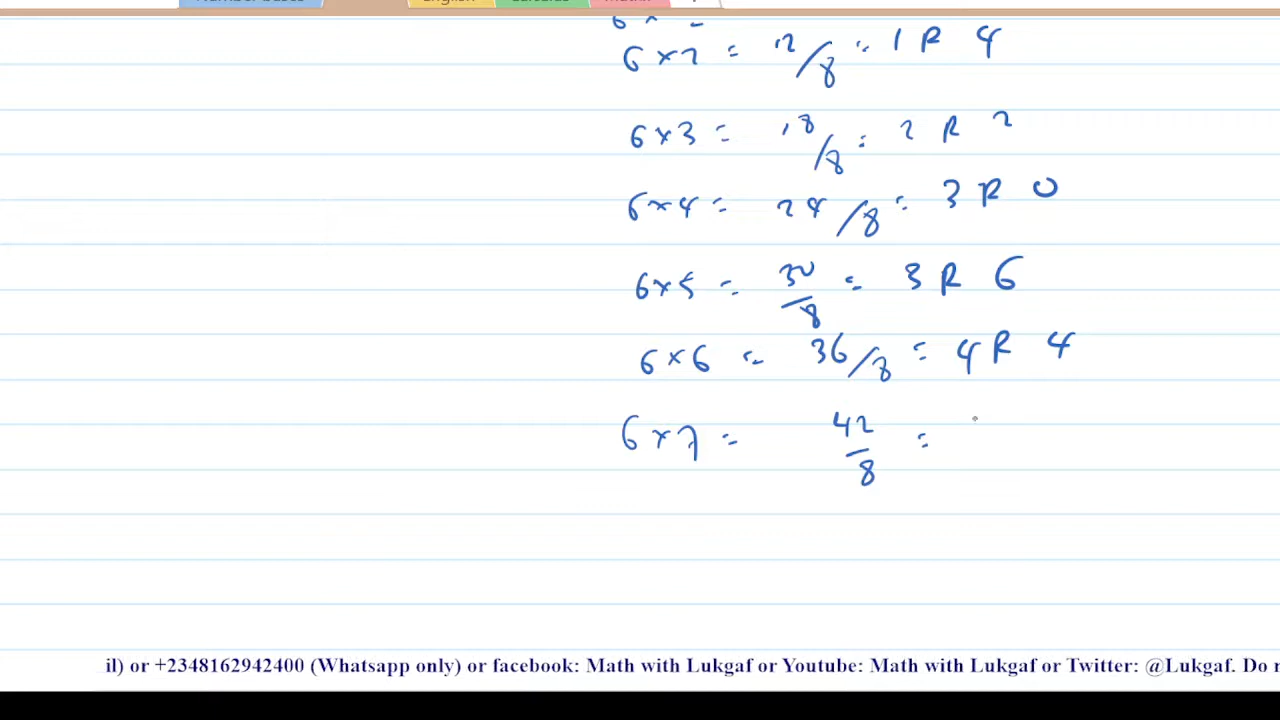 6 x 2 = 12/8 = 1 R 4
6 x 3 = 18/8 = 2 R 2
6 x 4 = 24/8 = 3 R 0
6 x 5 = 30/8 = 3 R 6
6 x 6 = 36/8 = 4 R 4
6 x 7 = 42/8 =
il) or +2348162942400 (Whatsapp only) or facebook: Math with Lukgaf or Youtube: Math with Lukgaf or Twitter: @Lukgaf. Do